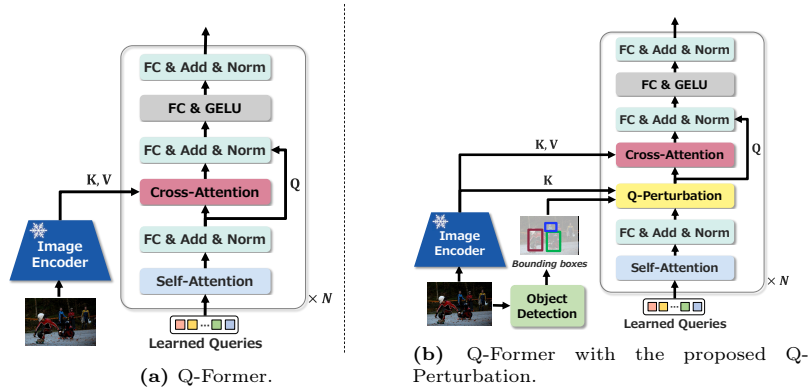 FC & Add & Norm
FC & GELU
FC & Add & Norm
K, V
Q
Cross-Attention
Image
Encoder
FC & Add & Norm
Self-Attention
× N
...
Learned Queries
(a) Q-Former.
FC & Add & Norm
FC & GELU
FC & Add & Norm
K, V
Q
Cross-Attention
K
Q-Perturbation
Image
Encoder
Bounding boxes
FC & Add & Norm
Self-Attention
Object
Detection
× N
...
Learned Queries
(b) Q-Former with the proposed Q-
Perturbation.